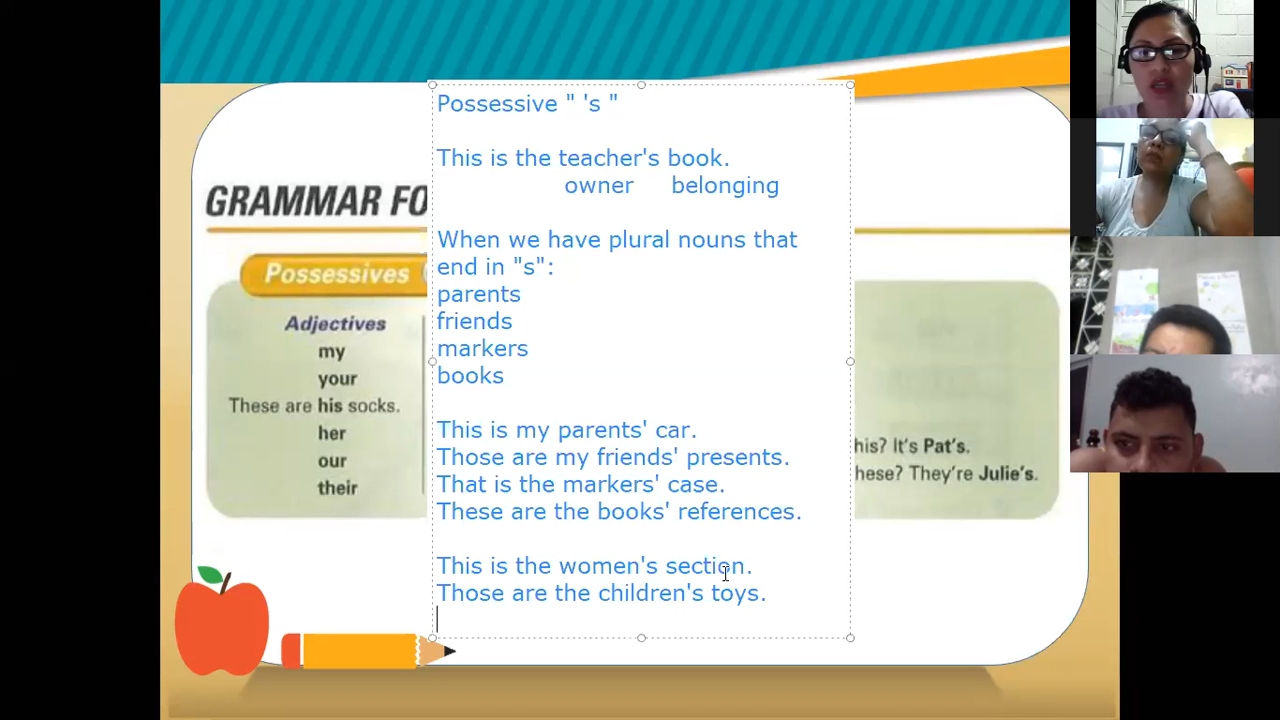 Possessive " 's "
This is the teacher's book.
owner belonging
When we have plural nouns that
end in "s":
parents
friends
markers
books
This is my parents' car.
Those are my friends' presents.
That is the markers' case.
These are the books' references.
This is the women's section.
Those are the children's toys.
GRAMMAR FO
Possessives
Adjectives
my
your
These are his socks.
her
our
their
his? It's Pat's.
hese? They're Julie's.